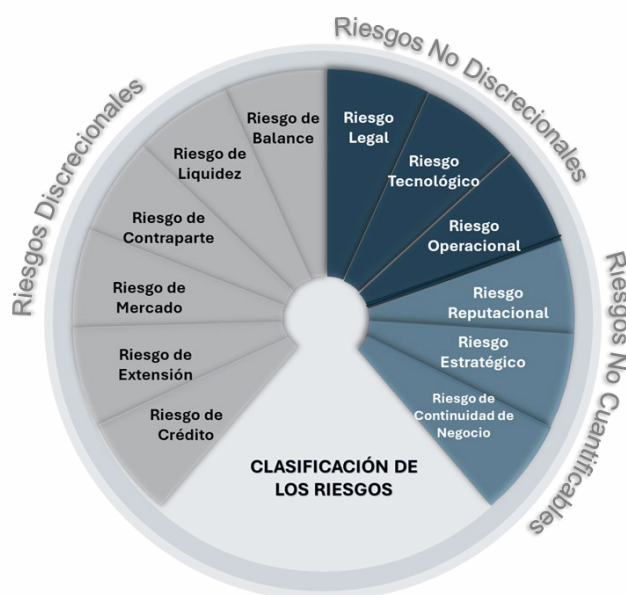 Riesgos Discrecionales
Riesgos No Discrecionales
Riesgos No Cuantificables
Riesgo de
Balance
Riesgo de
Liquidez
Riesgo de
Contraparte
Riesgo de
Mercado
Riesgo de
Extensión
Riesgo de
Crédito
Riesgo
Legal
Riesgo
Tecnológico
Riesgo
Operacional
Riesgo
Reputacional
Riesgo
Estratégico
Riesgo de
Continuidad de
Negocio
CLASIFICACIÓN DE
LOS RIESGOS